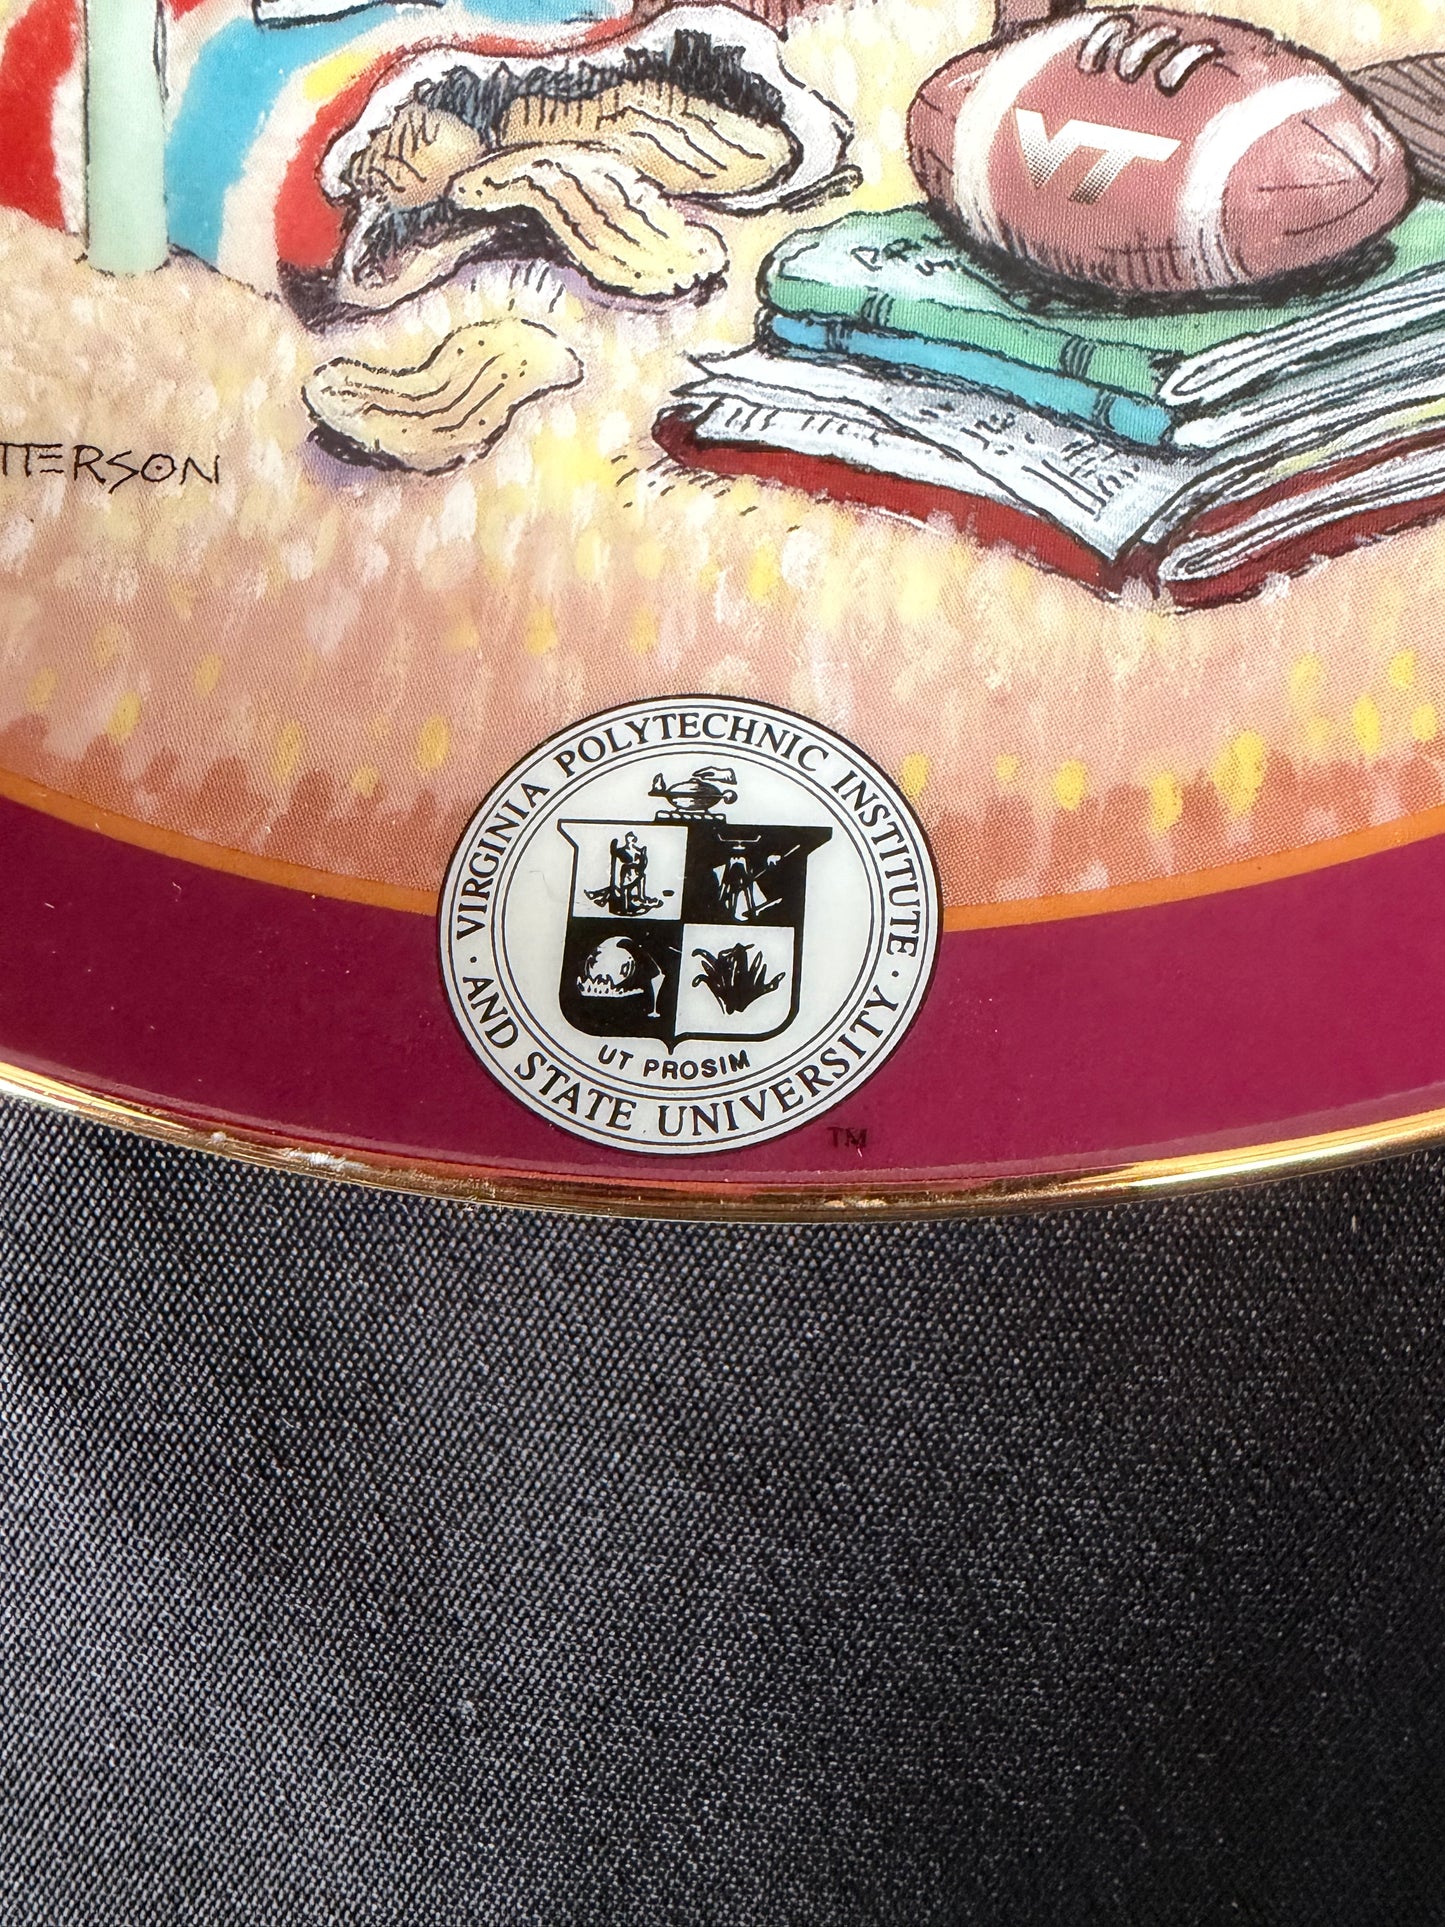 VT
TTERSON
· VIRGINIA POLYTECHNIC INSTITUTE ·
AND STATE UNIVERSITY
UT PROSIM
TM